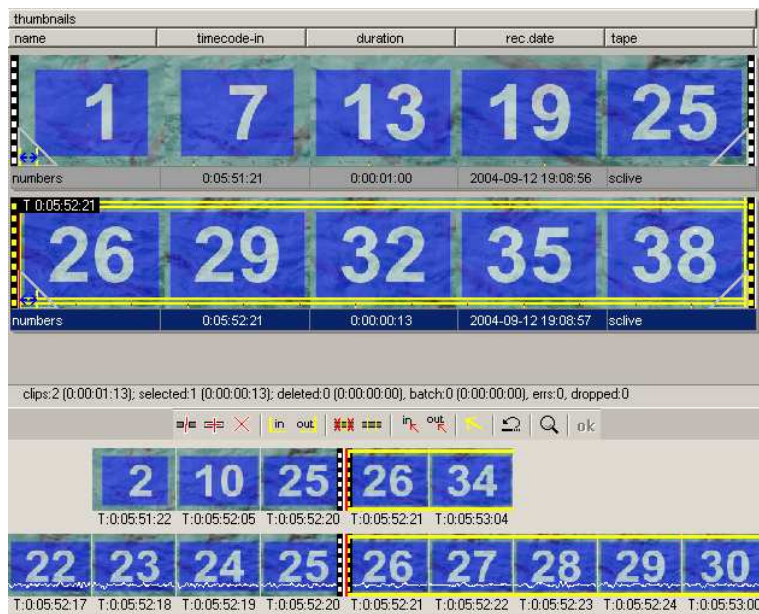 thumbnails
name timecode-in duration rec.date tape
1 7 13 19 25
numbers 0:05:51:21 0:00:01:00 2004-09-12 19:08:56 sclive
T 0:05:52:21
26 29 32 35 38
numbers 0:05:52:21 0:00:00:13 2004-09-12 19:08:57 sclive
clips:2 (0:00:01:13); selected:1 (0:00:00:13); deleted:0 (0:00:00:00), batch:0 (0:00:00:00), errs:0, dropped:0
in out in out ok
2 10 25 26 34
T:0:05:51:22 T:0:05:52:05 T:0:05:52:20 T:0:05:52:21 T:0:05:53:04
22 23 24 25 26 27 28 29 30
T:0:05:52:17 T:0:05:52:18 T:0:05:52:19 T:0:05:52:20 T:0:05:52:21 T:0:05:52:22 T:0:05:52:23 T:0:05:52:24 T:0:05:53:00